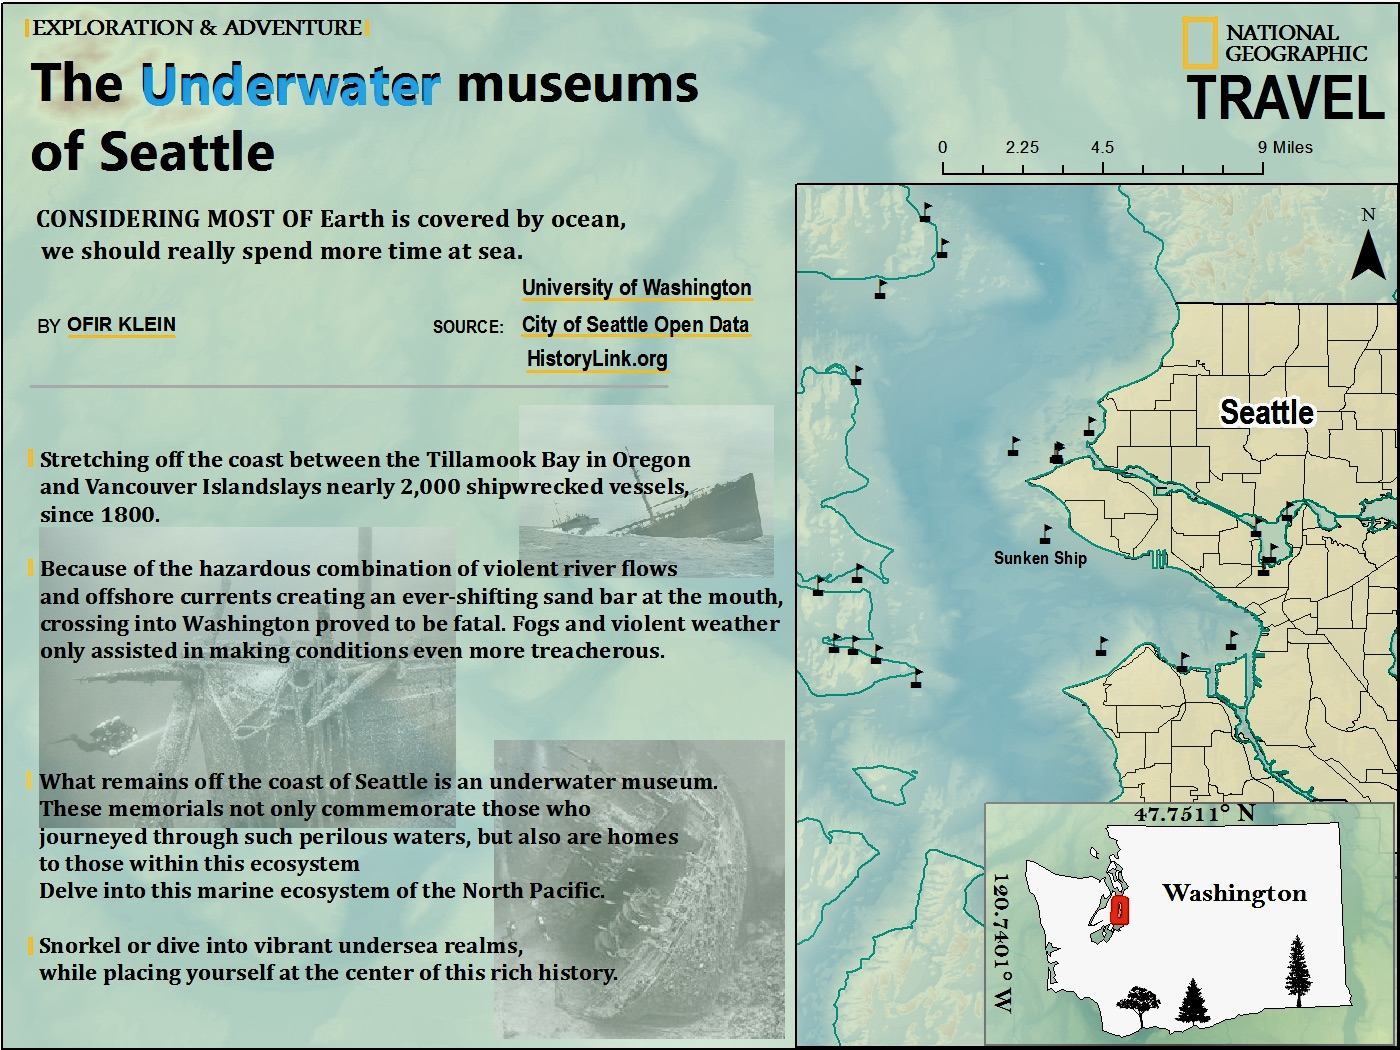 EXPLORATION & ADVENTURE
The Underwater museums
of Seattle
NATIONAL
GEOGRAPHIC
TRAVEL
CONSIDERING MOST OF Earth is covered by ocean,
we should really spend more time at sea.
BY OFIR KLEIN
SOURCE:
University of Washington
City of Seattle Open Data
HistoryLink.org
Stretching off the coast between the Tillamook Bay in Oregon
and Vancouver Islandslays nearly 2,000 shipwrecked vessels,
since 1800.
Because of the hazardous combination of violent river flows
and offshore currents creating an ever-shifting sand bar at the mouth,
crossing into Washington proved to be fatal. Fogs and violent weather
only assisted in making conditions even more treacherous.
What remains off the coast of Seattle is an underwater museum.
These memorials not only commemorate those who
journeyed through such perilous waters, but also are homes
to those within this ecosystem
Delve into this marine ecosystem of the North Pacific.
Snorkel or dive into vibrant undersea realms,
while placing yourself at the center of this rich history.
0 2.25 4.5 9 Miles
N
Seattle
Sunken Ship
47.7511° N
120.7401° W
Washington